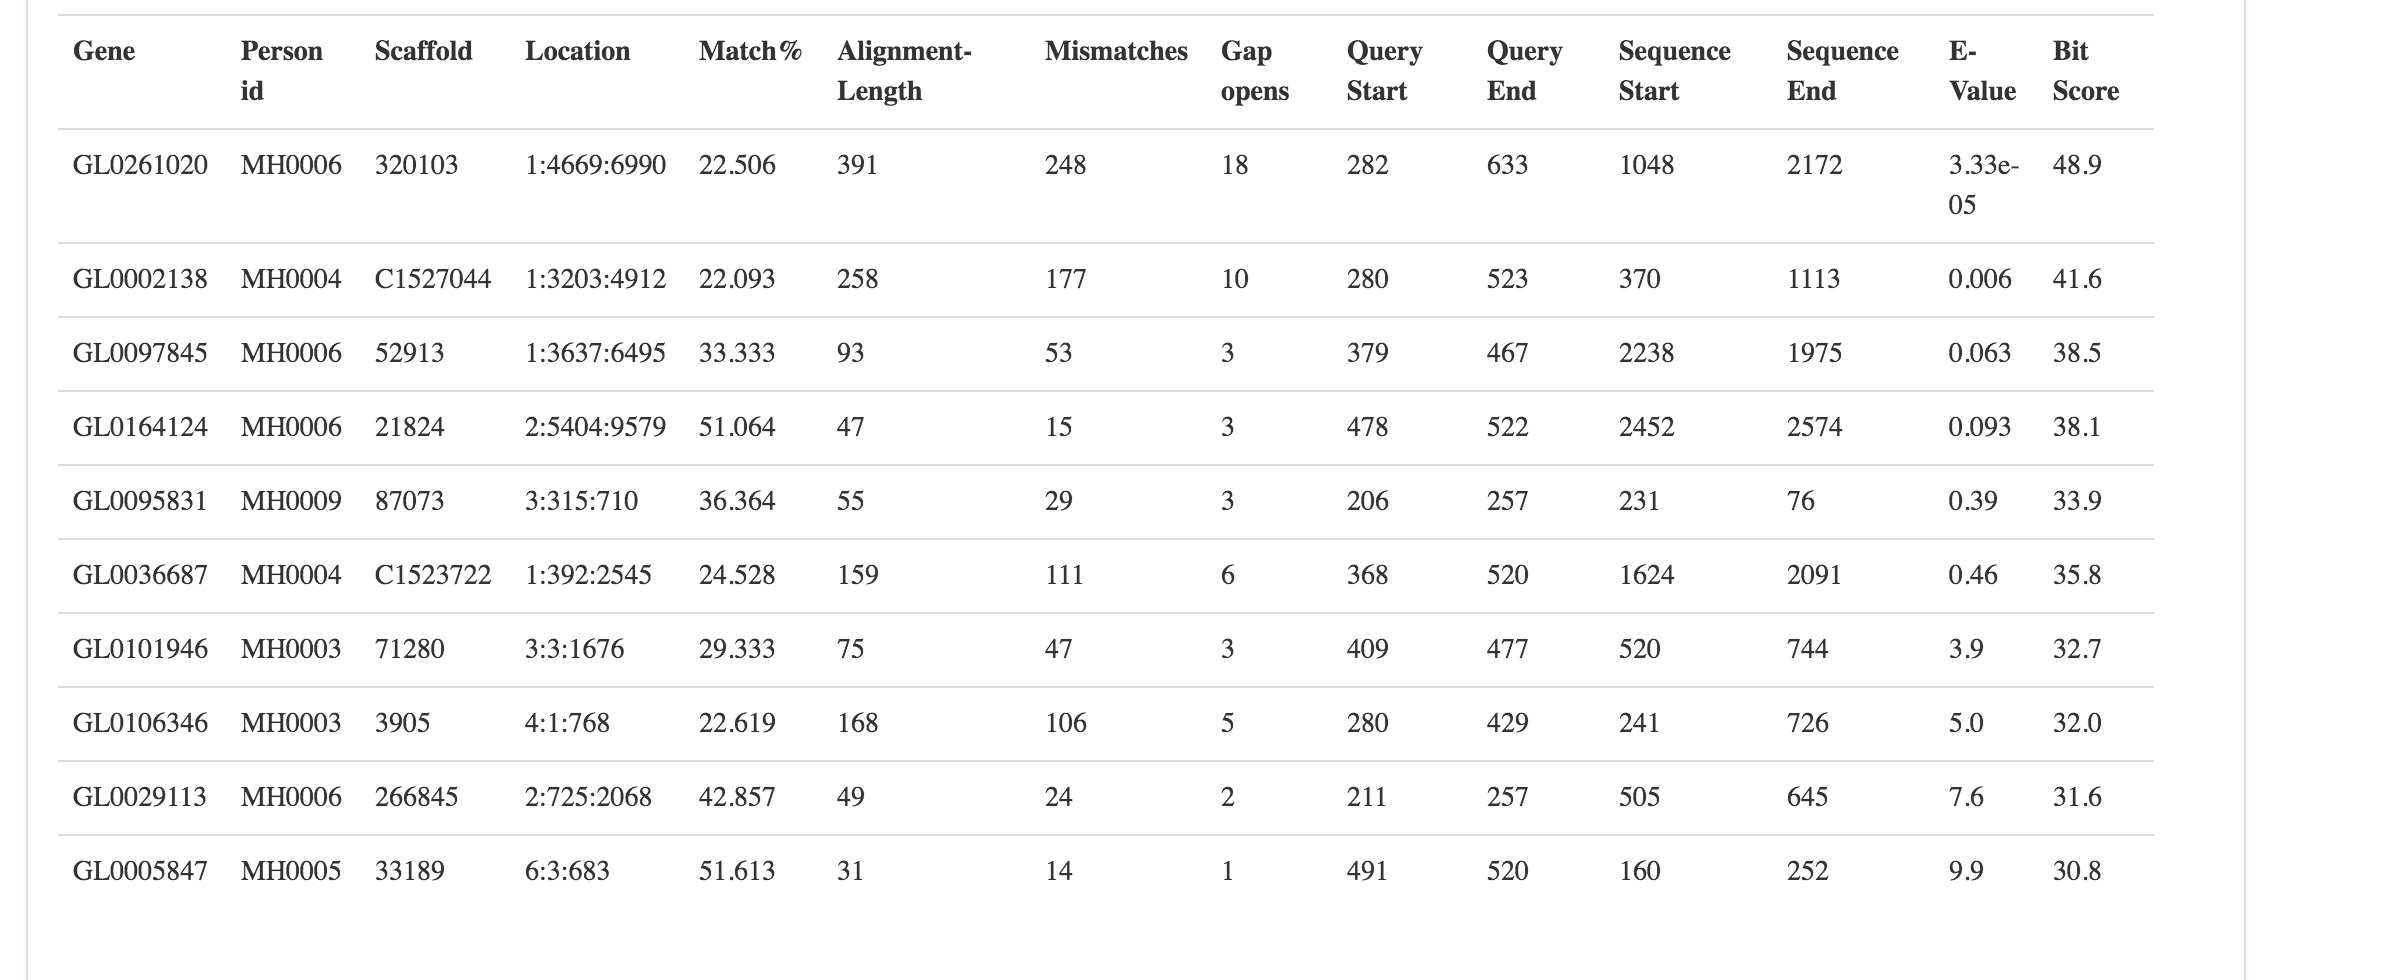 Gene Person id Scaffold Location Match% Alignment-Length Mismatches Gap opens Query Start Query End Sequence Start Sequence End E-Value Bit Score
GL0261020 MH0006 320103 1:4669:6990 22.506 391 248 18 282 633 1048 2172 3.33e-05 48.9
GL0002138 MH0004 C1527044 1:3203:4912 22.093 258 177 10 280 523 370 1113 0.006 41.6
GL0097845 MH0006 52913 1:3637:6495 33.333 93 53 3 379 467 2238 1975 0.063 38.5
GL0164124 MH0006 21824 2:5404:9579 51.064 47 15 3 478 522 2452 2574 0.093 38.1
GL0095831 MH0009 87073 3:315:710 36.364 55 29 3 206 257 231 76 0.39 33.9
GL0036687 MH0004 C1523722 1:392:2545 24.528 159 111 6 368 520 1624 2091 0.46 35.8
GL0101946 MH0003 71280 3:3:1676 29.333 75 47 3 409 477 520 744 3.9 32.7
GL0106346 MH0003 3905 4:1:768 22.619 168 106 5 280 429 241 726 5.0 32.0
GL0029113 MH0006 266845 2:725:2068 42.857 49 24 2 211 257 505 645 7.6 31.6
GL0005847 MH0005 33189 6:3:683 51.613 31 14 1 491 520 160 252 9.9 30.8